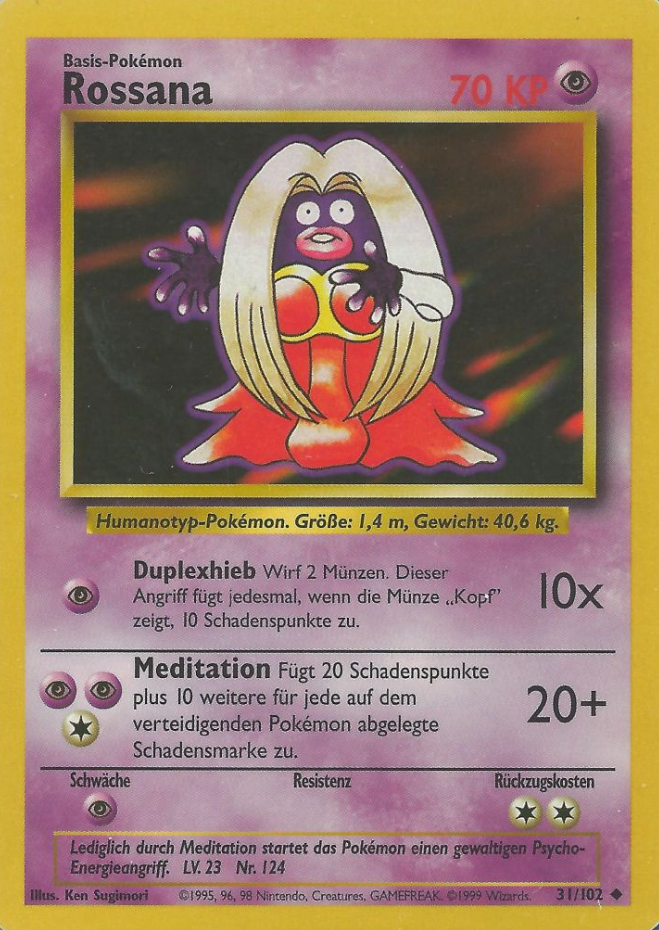 Basis-Pokémon
Rossana
70 KP
Humanotyp-Pokémon. Größe: 1,4 m, Gewicht: 40,6 kg.
Duplexhieb Wirf 2 Münzen. Dieser
Angriff fügt jedesmal, wenn die Münze „Kopf”
zeigt, 10 Schadenspunkte zu.
10x
Meditation Fügt 20 Schadenspunkte
plus 10 weitere für jede auf dem
verteidigenden Pokémon abgelegte
Schadensmarke zu.
20+
Schwäche Resistenz Rückzugskosten
Lediglich durch Meditation startet das Pokémon einen gewaltigen Psycho-
Energieangriff. LV. 23 Nr. 124
Illus. Ken Sugimori ©1995, 96, 98 Nintendo, Creatures, GAMEFREAK. ©1999 Wizards. 31/102